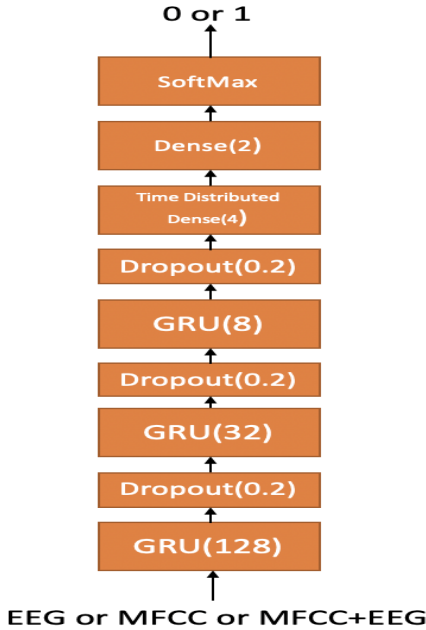 0 or 1
SoftMax
Dense(2)
Time Distributed
Dense(4)
Dropout(0.2)
GRU(8)
Dropout(0.2)
GRU(32)
Dropout(0.2)
GRU(128)
EEG or MFCC or MFCC+EEG